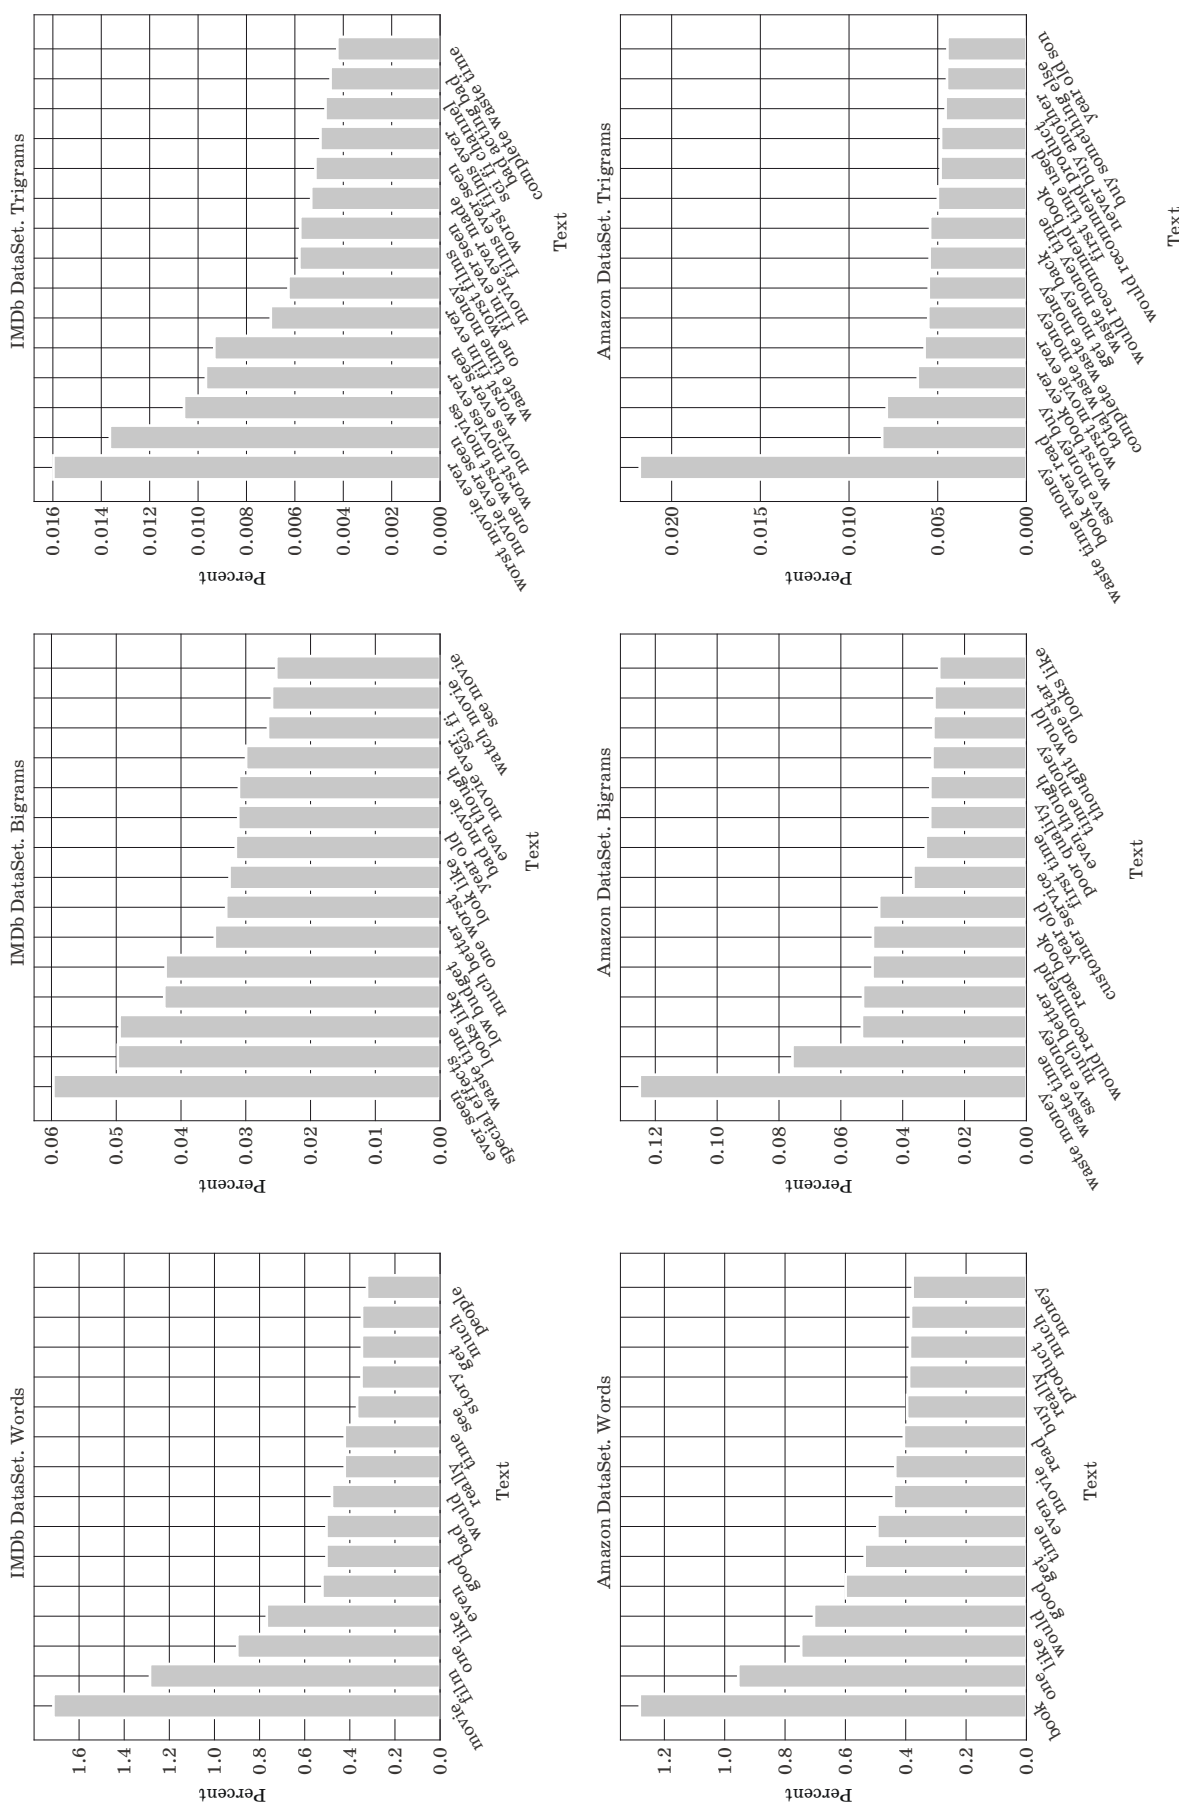 IMDb DataSet. Words
Percent
1.6
1.4
1.2
1.0
0.8
0.6
0.4
0.2
0.0
movie
film
one
like
even
good
bad
would
really
time
see
story
get
much
people
Text
IMDb DataSet. Bigrams
Percent
0.06
0.05
0.04
0.03
0.02
0.01
0.00
ever seen
special effects
waste time
looks like
low budget
much better
one worst
look like
year old
bad movie
even though
movie ever
sci fi
watch movie
see movie
Text
IMDb DataSet. Trigrams
Percent
0.016
0.014
0.012
0.010
0.008
0.006
0.004
0.002
0.000
worst movie ever
movie ever seen
one worst movies
worst movies ever
movies ever seen
worst film ever
waste time money
one worst films
film ever seen
movie ever made
films ever seen
worst films ever
sci fi channel
bad acting bad
complete waste time
Text
Amazon DataSet. Words
Percent
1.2
1.0
0.8
0.6
0.4
0.2
0.0
book
one
like
would
good
get
time
even
movie
read
buy
really
product
much
money
Text
Amazon DataSet. Bigrams
Percent
0.12
0.10
0.08
0.06
0.04
0.02
0.00
waste money
waste time
save money
much better
would recommend
read book
year old
customer service
first time
poor quality
even though
time money
thought would
one star
looks like
Text
Amazon DataSet. Trigrams
Percent
0.020
0.015
0.010
0.005
0.000
waste time money
book ever read
save money buy
worst book ever
worst movie ever
total waste money
complete waste money
get money back
waste money time
would recommend book
first time used
would recommend product
never buy another
buy something else
year old son
Text